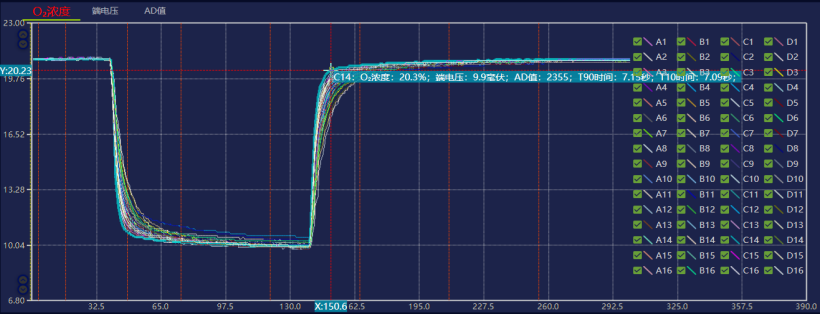 O₂浓度 端电压 AD值
23.00
Y:20.23
19.76
16.52
13.28
10.04
6.80
C14: O₂浓度: 20.3%; 端电压: 9.9毫伏; AD值: 2355; T90时间: 7.15秒; T10时间: 7.09秒;
A1 B1 C1 D1
A2 B2 C2 D2
A3 B3 C3 D3
A4 B4 C4 D4
A5 B5 C5 D5
A6 B6 C6 D6
A7 B7 C7 D7
A8 B8 C8 D8
A9 B9 C9 D9
A10 B10 C10 D10
A11 B11 C11 D11
A12 B12 C12 D12
A13 B13 C13 D13
A14 B14 C14 D14
A15 B15 C15 D15
A16 B16 C16 D16
32.5 65.0 97.5 130.0 X:150.6 62.5 195.0 227.5 260.0 292.5 325.0 357.5 390.0